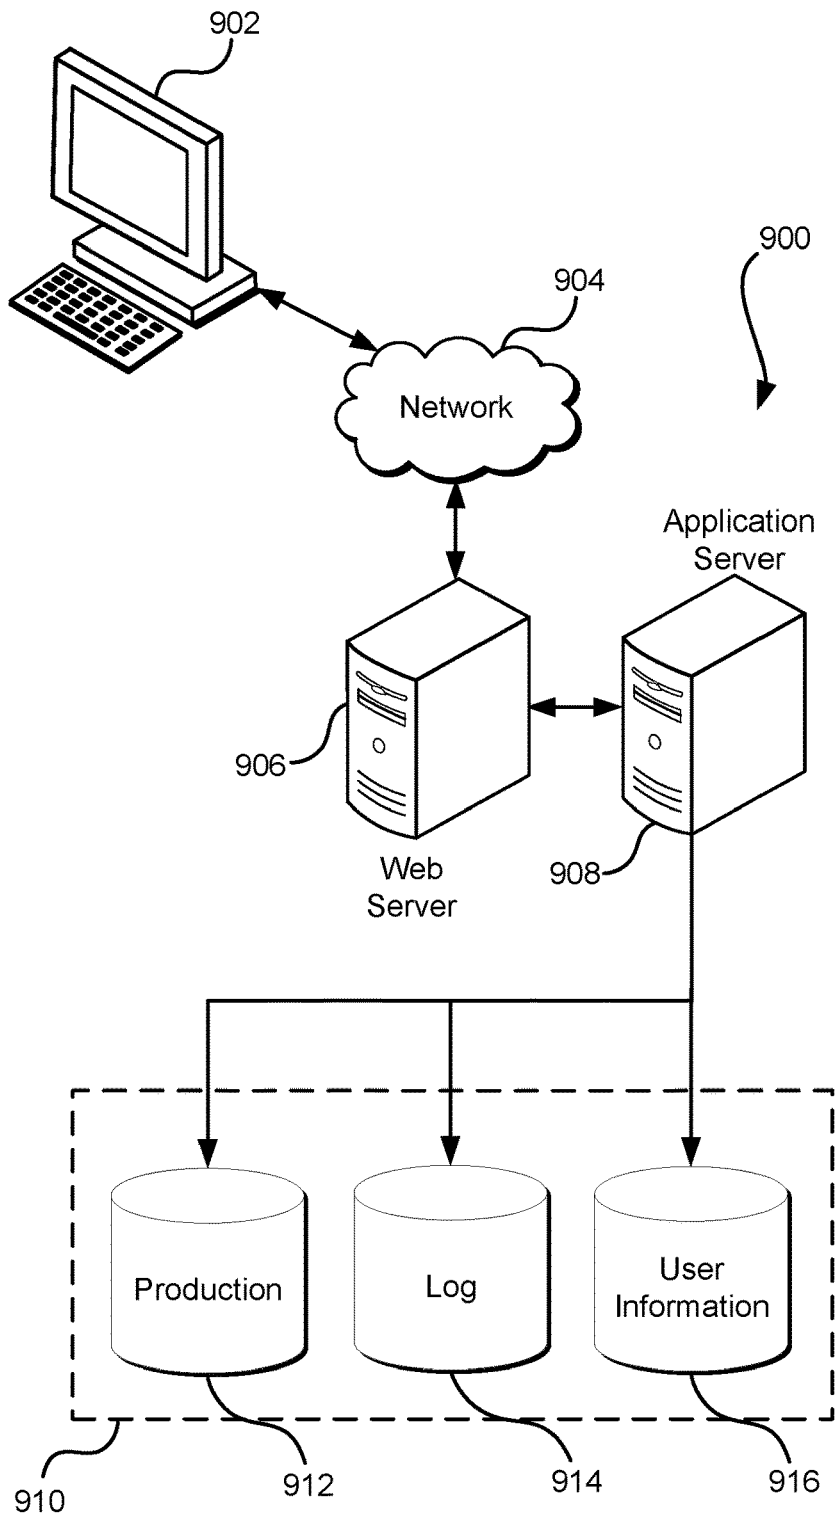 902
900
904
Network
Application
Server
906
Web
Server
908
Production
Log
User
Information
910
912
914
916